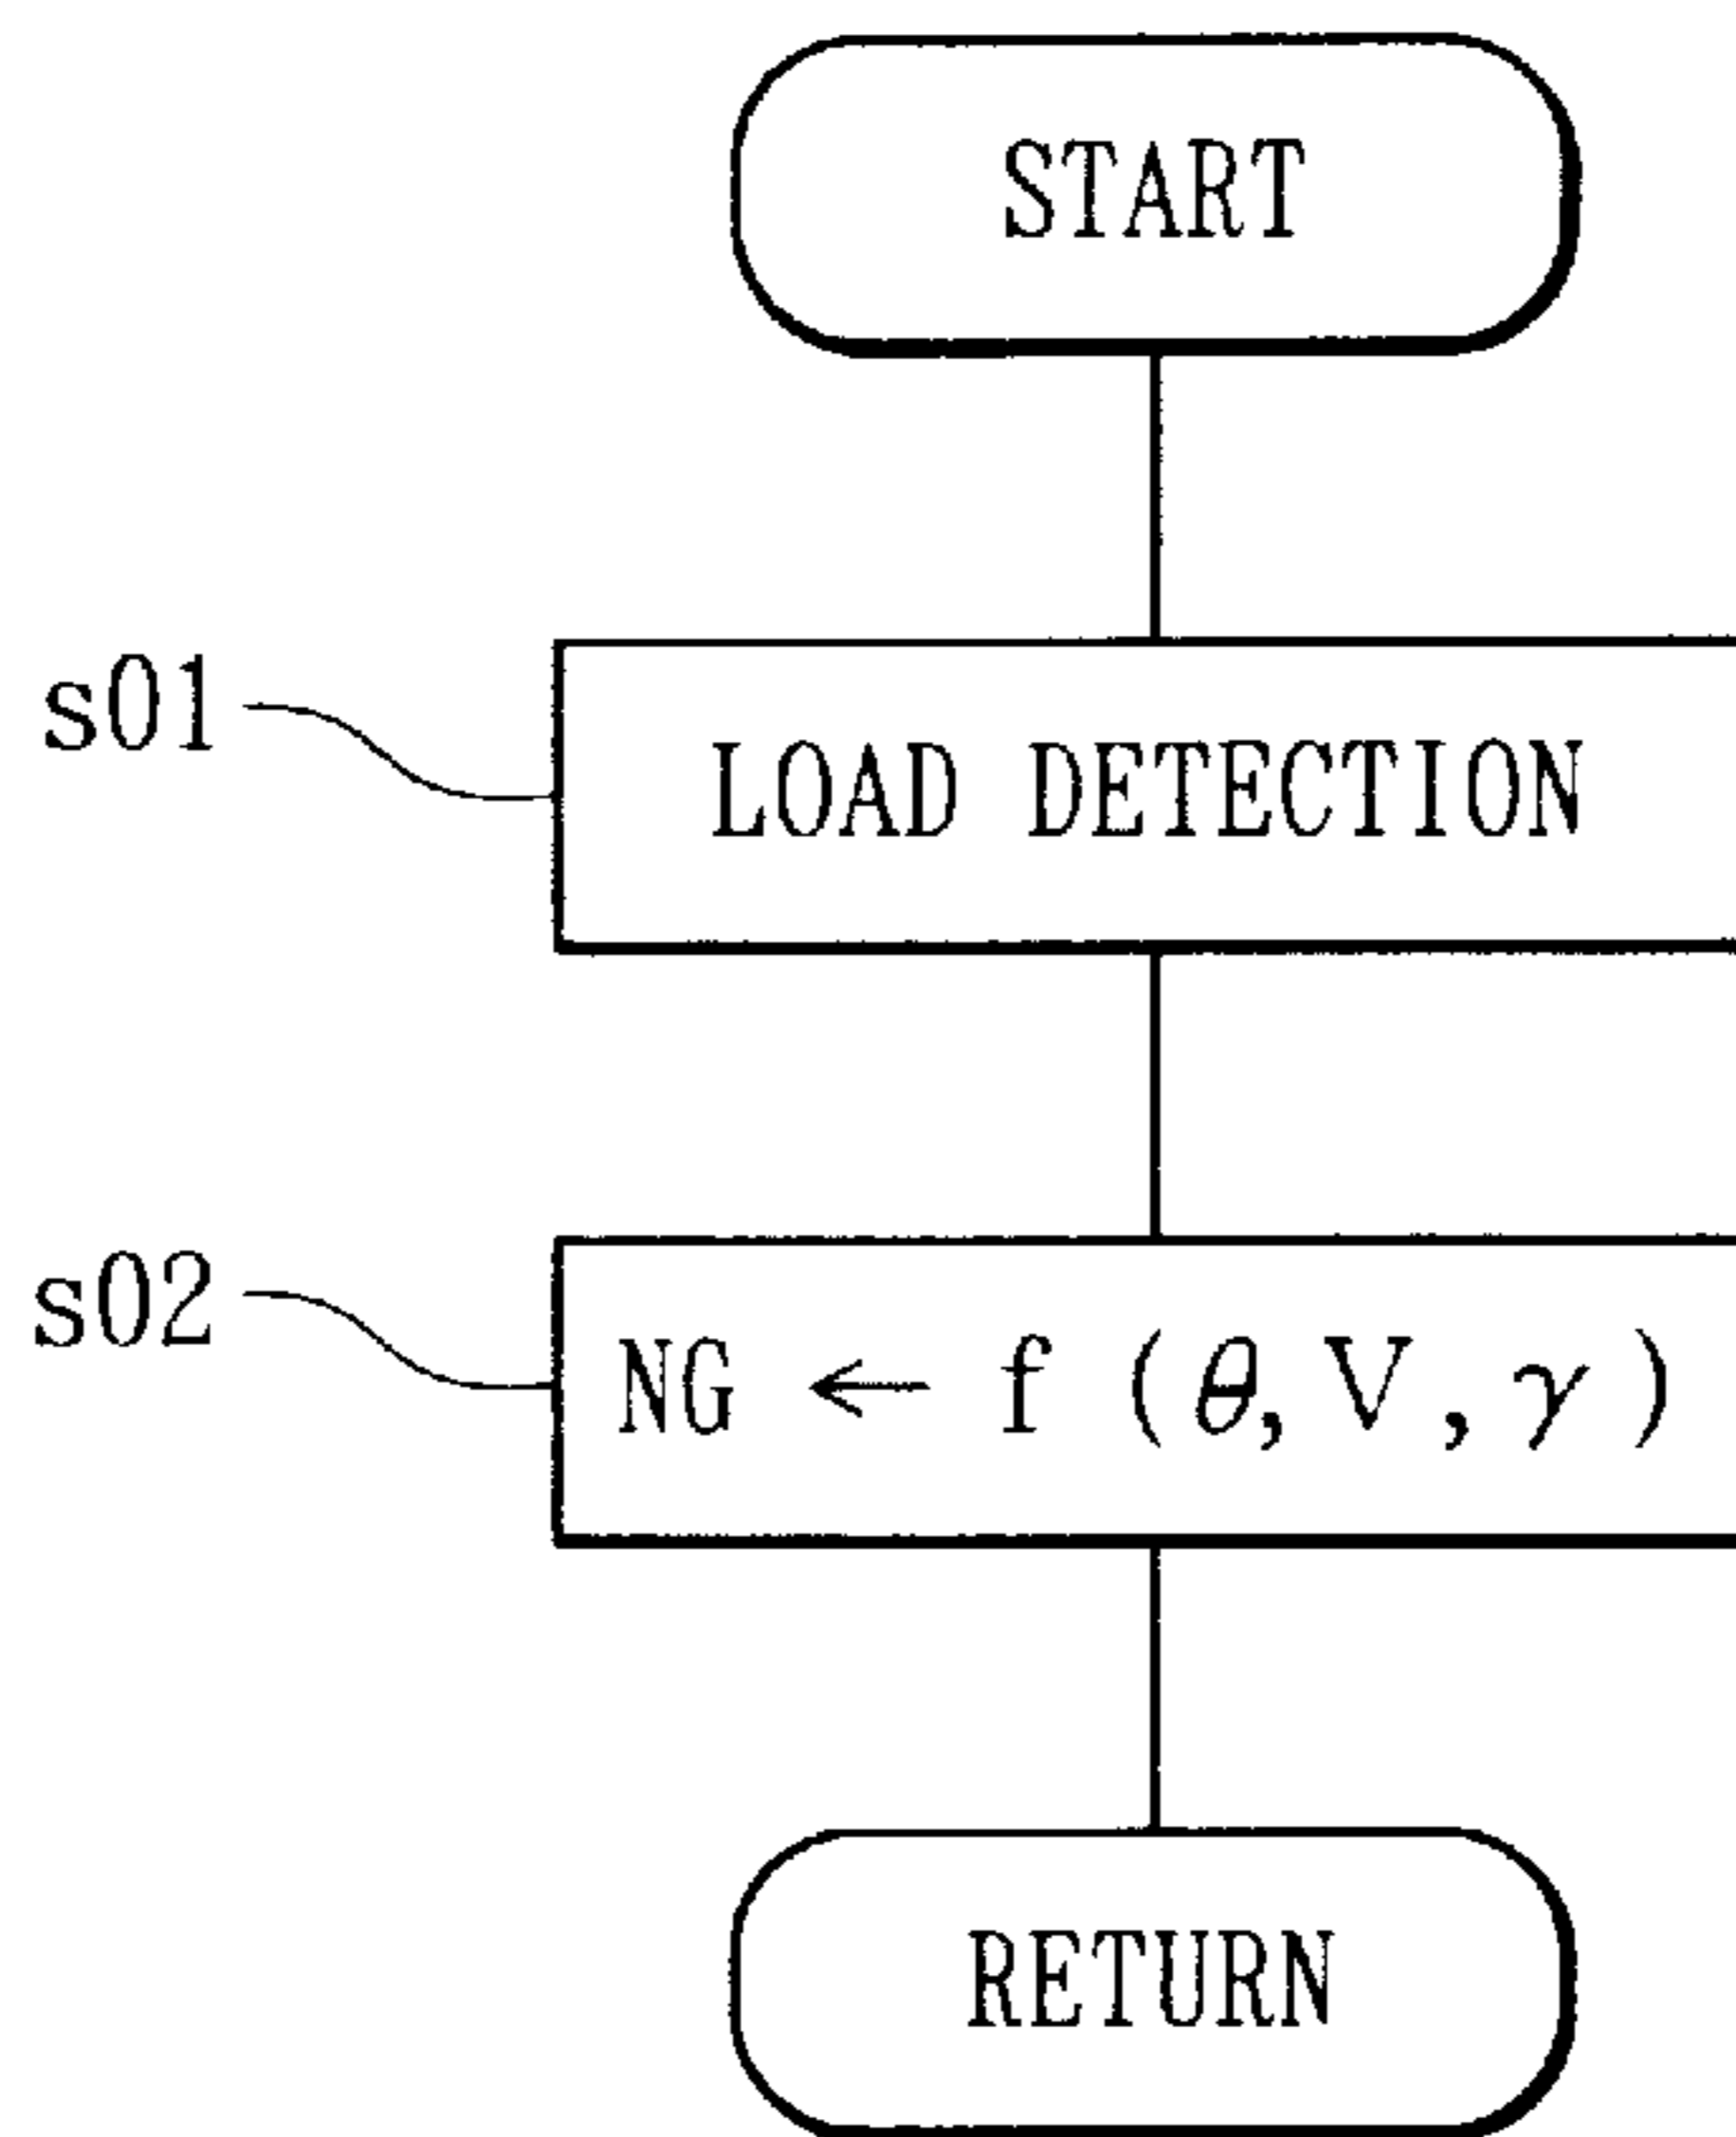 START
s01
LOAD DETECTION
s02
NG ← f (θ, V, γ)
RETURN